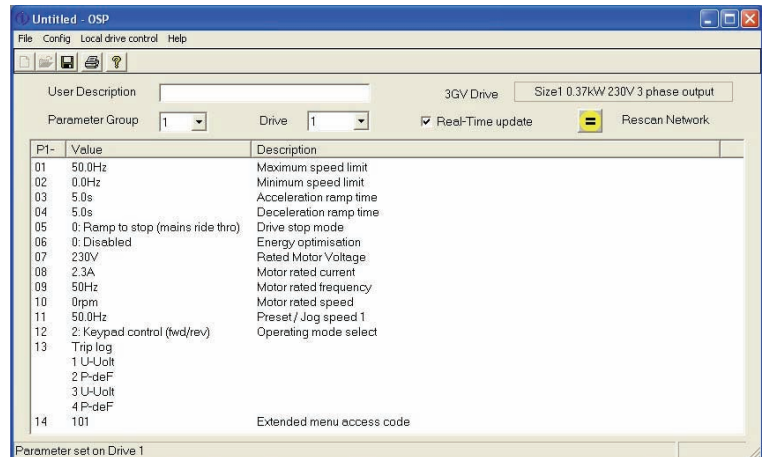 Untitled - OSP
File Config Local drive control Help
User Description 3GV Drive Size1 0.37kW 230V 3 phase output
Parameter Group 1 Drive 1 Real-Time update = Rescan Network
P1- Value Description
01 50.0Hz Maximum speed limit
02 0.0Hz Minimum speed limit
03 5.0s Acceleration ramp time
04 5.0s Deceleration ramp time
05 0: Ramp to stop (mains ride thro) Drive stop mode
06 0: Disabled Energy optimisation
07 230V Rated Motor Voltage
08 2.3A Motor rated current
09 50Hz Motor rated frequency
10 0rpm Motor rated speed
11 50.0Hz Preset / Jog speed 1
12 2: Keypad control (fwd/rev) Operating mode select
13 Trip log
1 U-Uolt
2 P-deF
3 U-Uolt
4 P-deF
14 101 Extended menu access code
Parameter set on Drive 1